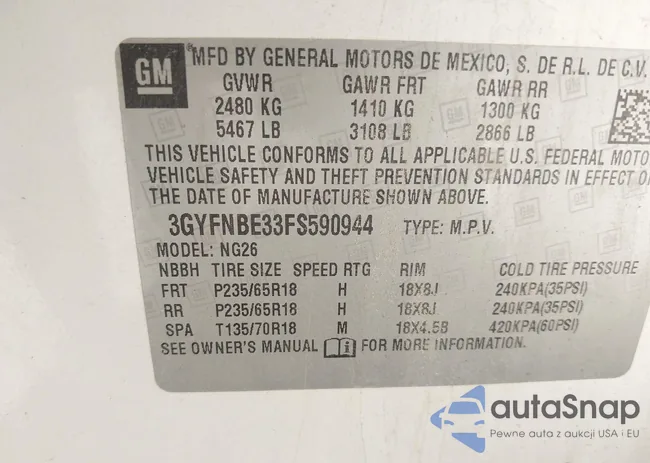 GM
MFD BY GENERAL MOTORS DE MEXICO, S. DE R.L. DE C.V.
GVWR GAWR FRT GAWR RR
2480 KG 1410 KG 1300 KG
5467 LB 3108 LB 2866 LB
THIS VEHICLE CONFORMS TO ALL APPLICABLE U.S. FEDERAL MOTO
VEHICLE SAFETY AND THEFT PREVENTION STANDARDS IN EFFECT O
THE DATE OF MANUFACTURE SHOWN ABOVE.
3GYFNBE33FS590944 TYPE: M.P.V.
MODEL: NG26
NBBH TIRE SIZE SPEED RTG RIM COLD TIRE PRESSURE
FRT P235/65R18 H 18X8J 240KPA(35PSI)
RR P235/65R18 H 18X8J 240KPA(35PSI)
SPA T135/70R18 M 18X4.5B 420KPA(60PSI)
SEE OWNER'S MANUAL i FOR MORE INFORMATION.
autaSnap
Pewne auta z aukcji USA i EU